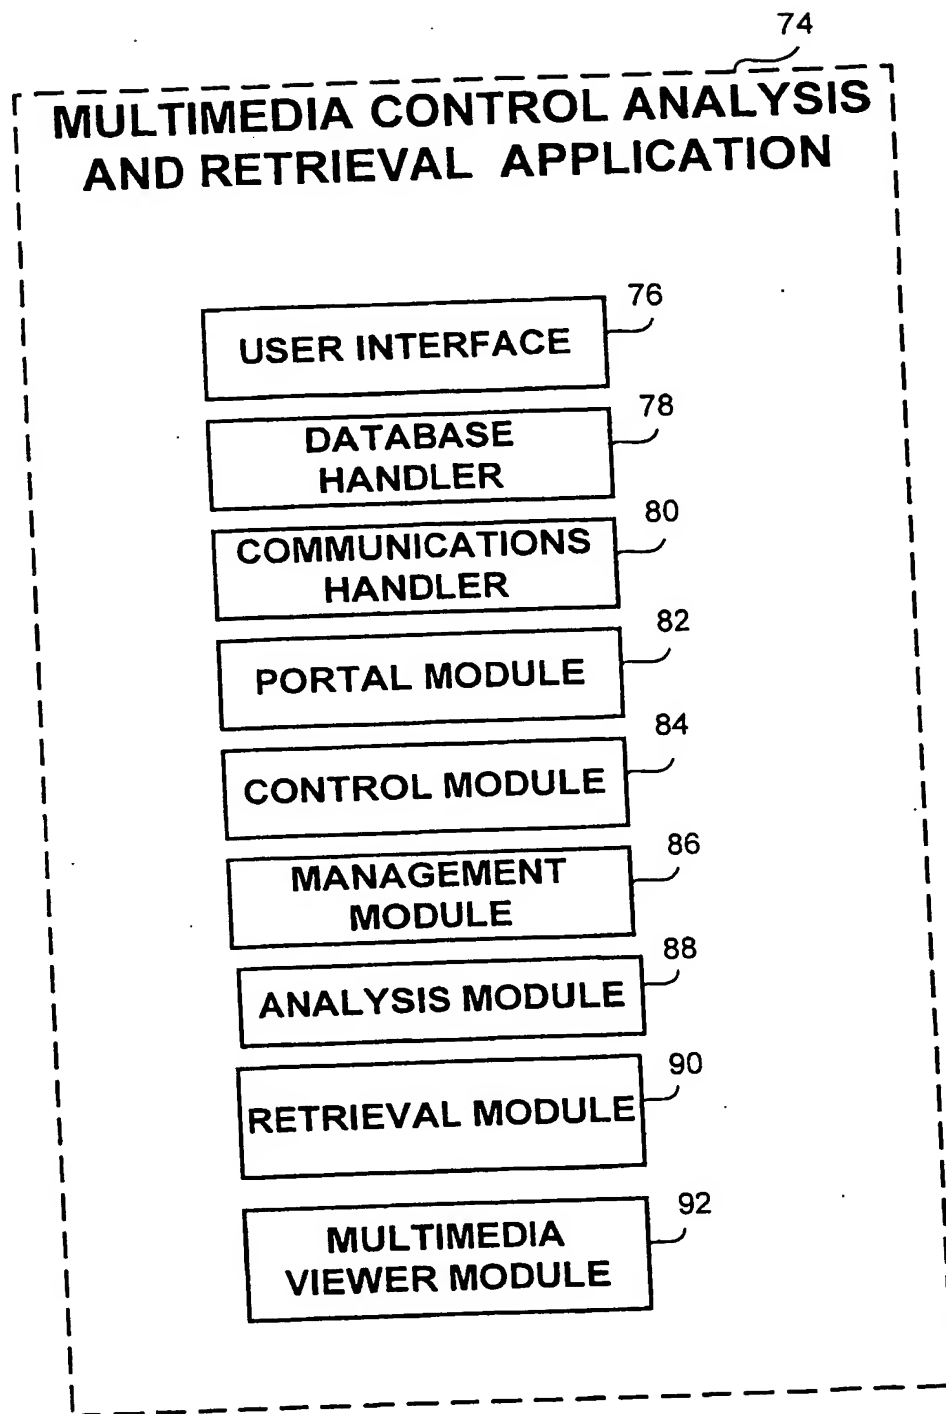 74
MULTIMEDIA CONTROL ANALYSIS
AND RETRIEVAL APPLICATION
76
USER INTERFACE
78
DATABASE
HANDLER
80
COMMUNICATIONS
HANDLER
82
PORTAL MODULE
84
CONTROL MODULE
86
MANAGEMENT
MODULE
88
ANALYSIS MODULE
90
RETRIEVAL MODULE
92
MULTIMEDIA
VIEWER MODULE